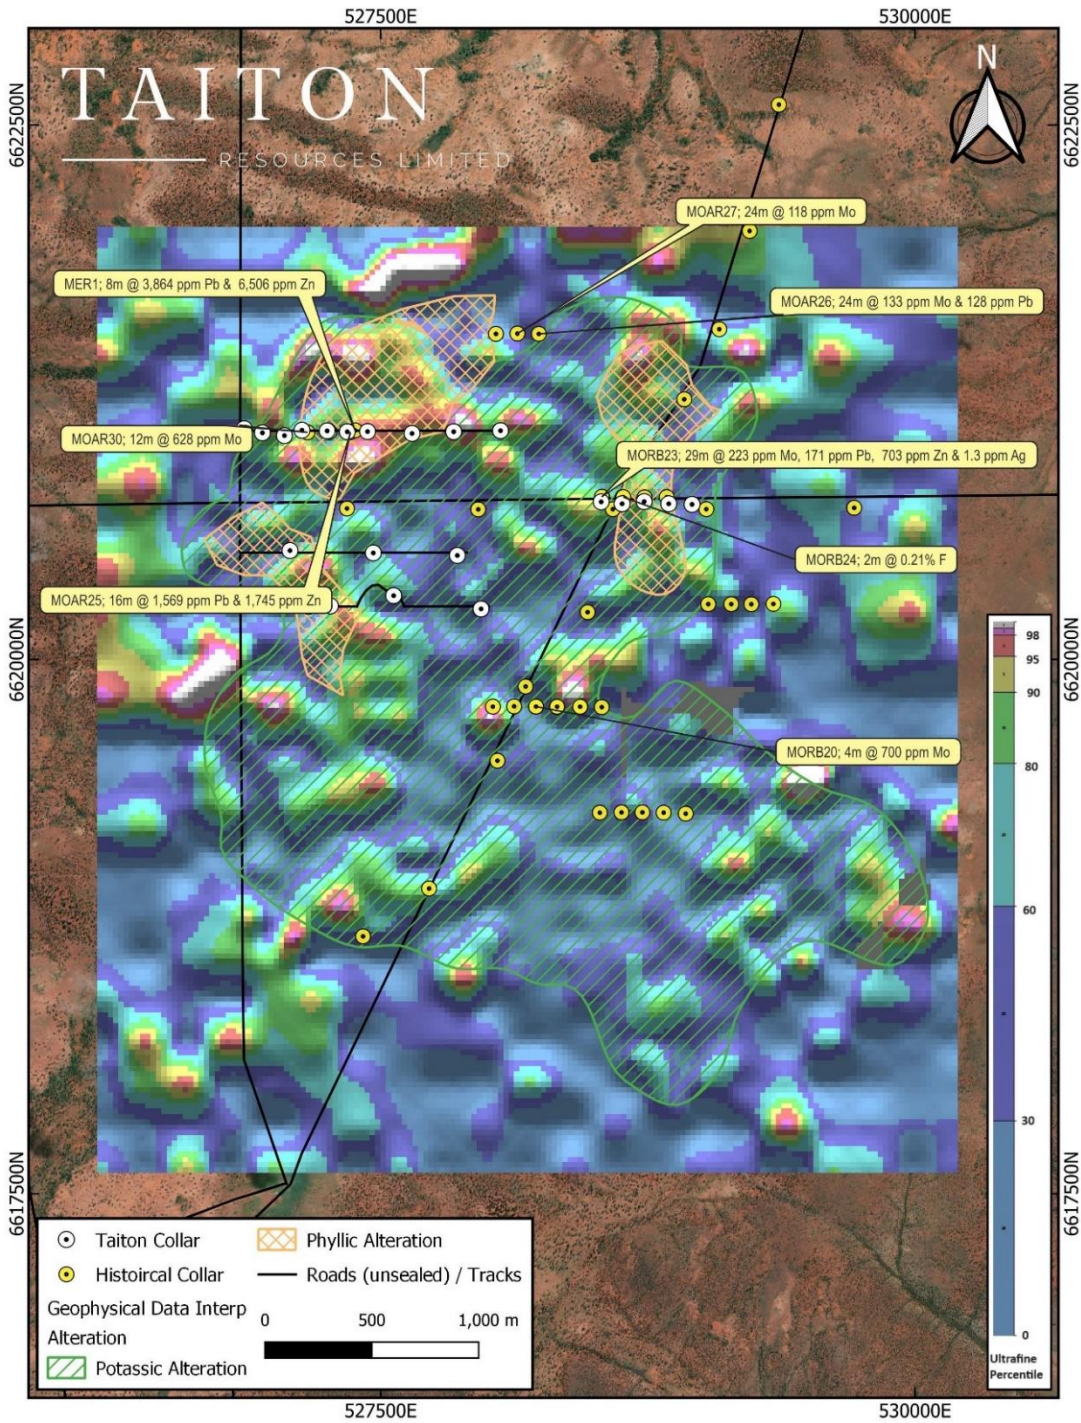 527500E
530000E
TAITON
RESOURCES LIMITED
N
6622500N
6622500N
MOAR27; 24m @ 118 ppm Mo
MER1; 8m @ 3,864 ppm Pb & 6,506 ppm Zn
MOAR26; 24m @ 133 ppm Mo & 128 ppm Pb
MOAR30; 12m @ 628 ppm Mo
MORB23; 29m @ 223 ppm Mo, 171 ppm Pb, 703 ppm Zn & 1.3 ppm Ag
MORB24; 2m @ 0.21% F
MOAR25; 16m @ 1,569 ppm Pb & 1,745 ppm Zn
6620000N
6620000N
MORB20; 4m @ 700 ppm Mo
98
95
90
80
60
30
0
Ultrafine
Percentile
6617500N
6617500N
Taiton Collar
Phyllic Alteration
Histoircal Collar
Roads (unsealed) / Tracks
Geophysical Data Interp
Alteration
0 500 1,000 m
Potassic Alteration
527500E
530000E